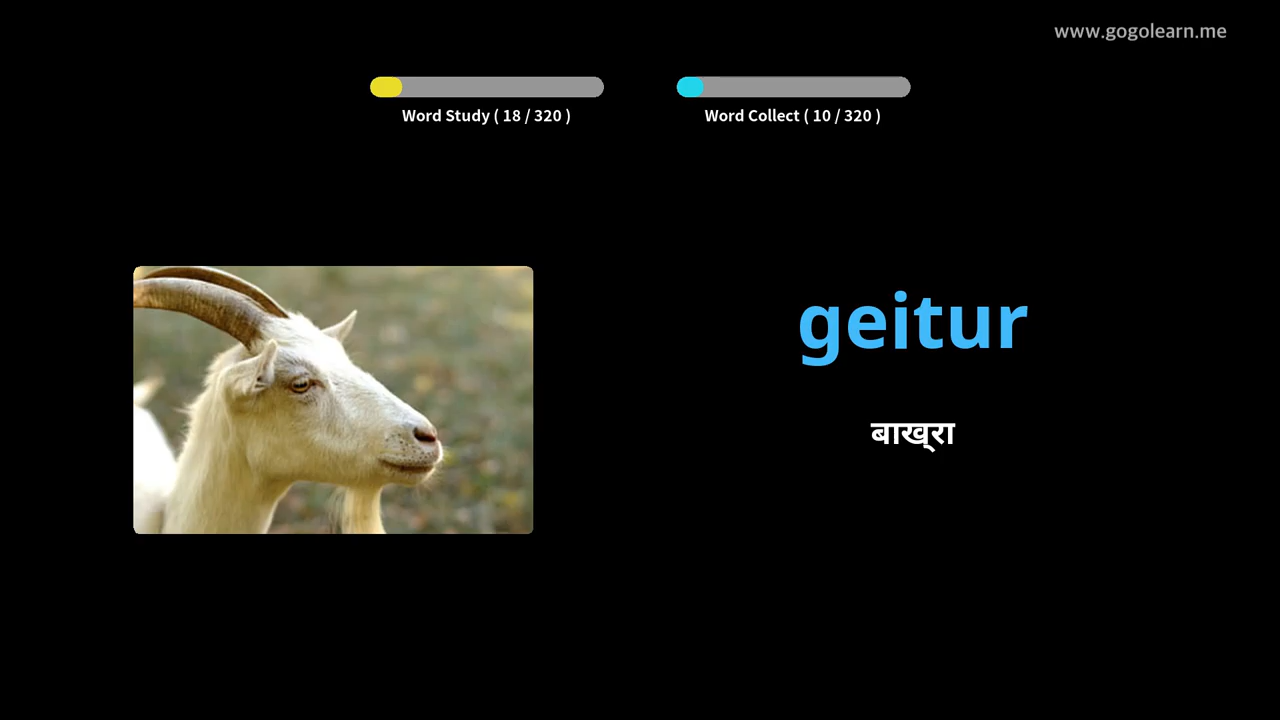 www.gogolearn.me
Word Study ( 18 / 320 )
Word Collect ( 10 / 320 )
geitur
बाख्रा